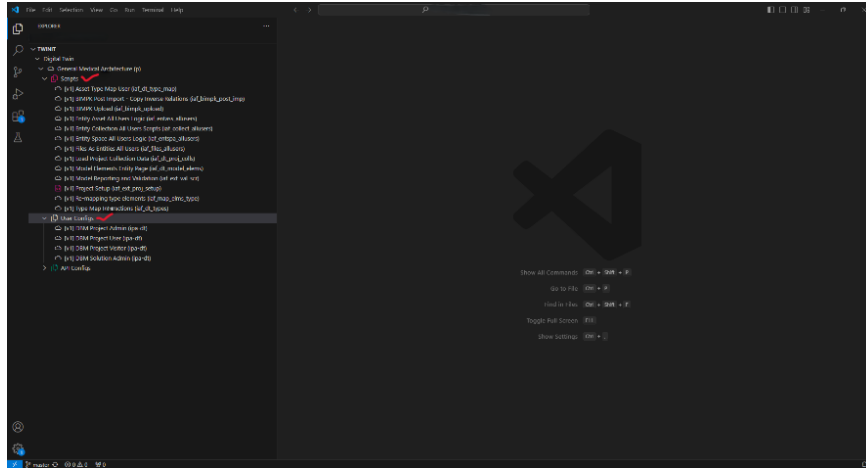 File Edit Selection View Go Run Terminal Help
EXPLORER
TWINIT
Digital Twin
General Medical Architecture (p)
Scripts
[v1] Asset Type Map User (iaf_dt_type_map)
[v1] BIMPK Post Import - Copy Inverse Relations (iaf_bimpk_post_imp)
[v1] BIMPK Upload (iaf_bimpk_upload)
[v1] Entity Asset All Users Logic (iaf_entass_allusers)
[v1] Entity Collection All Users Scripts (iaf_collect_allusers)
[v1] Entity Space All Users Logic (iaf_entspa_allusers)
[v1] Files As Entities All Users (iaf_files_allusers)
[v1] Load Project Collection Data (iaf_dt_proj_colls)
[v1] Model Elements Entity Page (iaf_dt_model_elems)
[v1] Model Reporting and Validation (iaf_ext_val_scr)
[v1] Project Setup (iaf_ext_proj_setup)
[v1] Re-mapping type elements (iaf_map_elms_type)
[v1] Type Map Interactions (iaf_dt_types)
User Configs
[v1] DBM Project Admin (ipa-dt)
[v1] DBM Project User (ipa-dt)
[v1] DBM Project Visitor (ipa-dt)
[v1] DBM Solution Admin (ipa-dt)
API Configs
Show All Commands Ctrl + Shift + P
Go to File Ctrl + P
Find in Files Ctrl + Shift + F
Toggle Full Screen F11
Show Settings Ctrl + ,
master 0 0 0